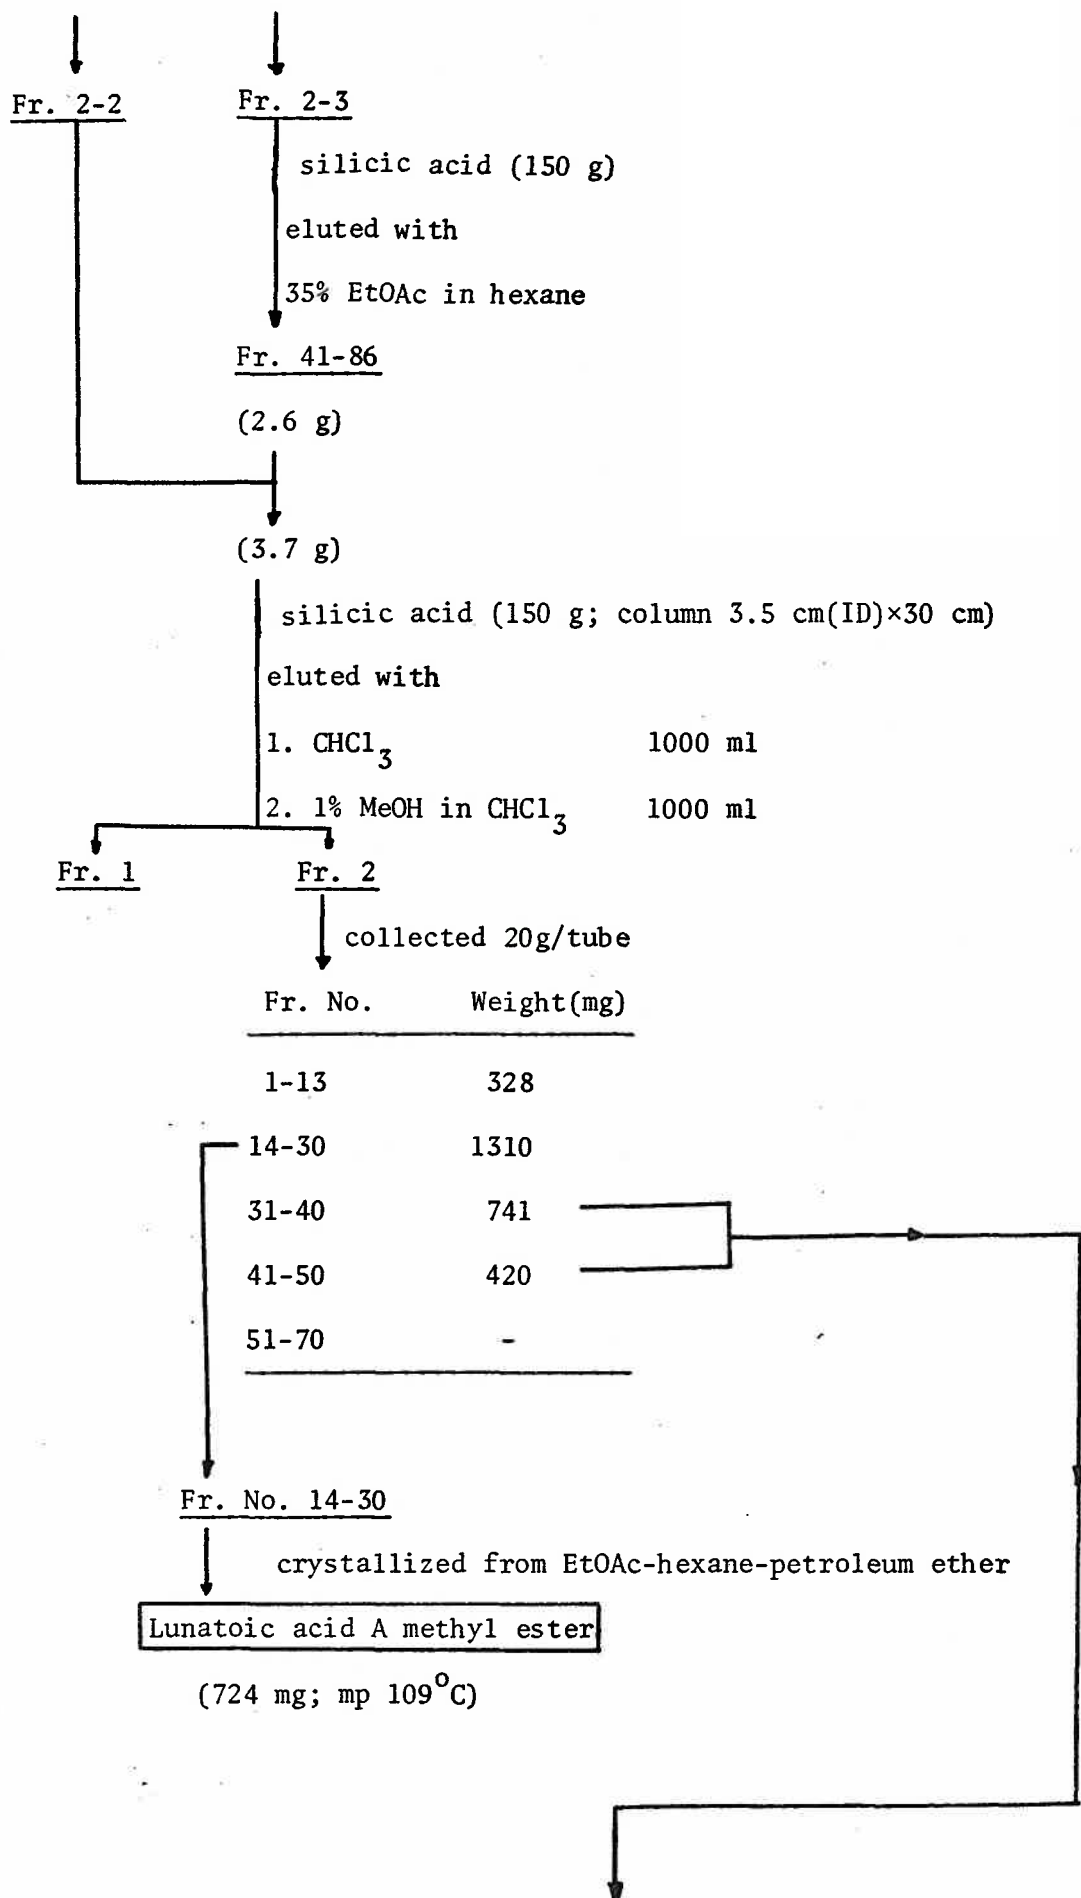 Fr. 2-2 Fr. 2-3
silicic acid (150 g)
eluted with
35% EtOAc in hexane
Fr. 41-86
(2.6 g)
(3.7 g)
silicic acid (150 g; column 3.5 cm(ID)×30 cm)
eluted with
1. CHCl3 1000 ml
2. 1% MeOH in CHCl3 1000 ml
Fr. 1 Fr. 2
collected 20g/tube
Fr. No. Weight(mg)
1-13 328
14-30 1310
31-40 741
41-50 420
51-70 -
Fr. No. 14-30
crystallized from EtOAc-hexane-petroleum ether
Lunatoic acid A methyl ester
(724 mg; mp 109°C)